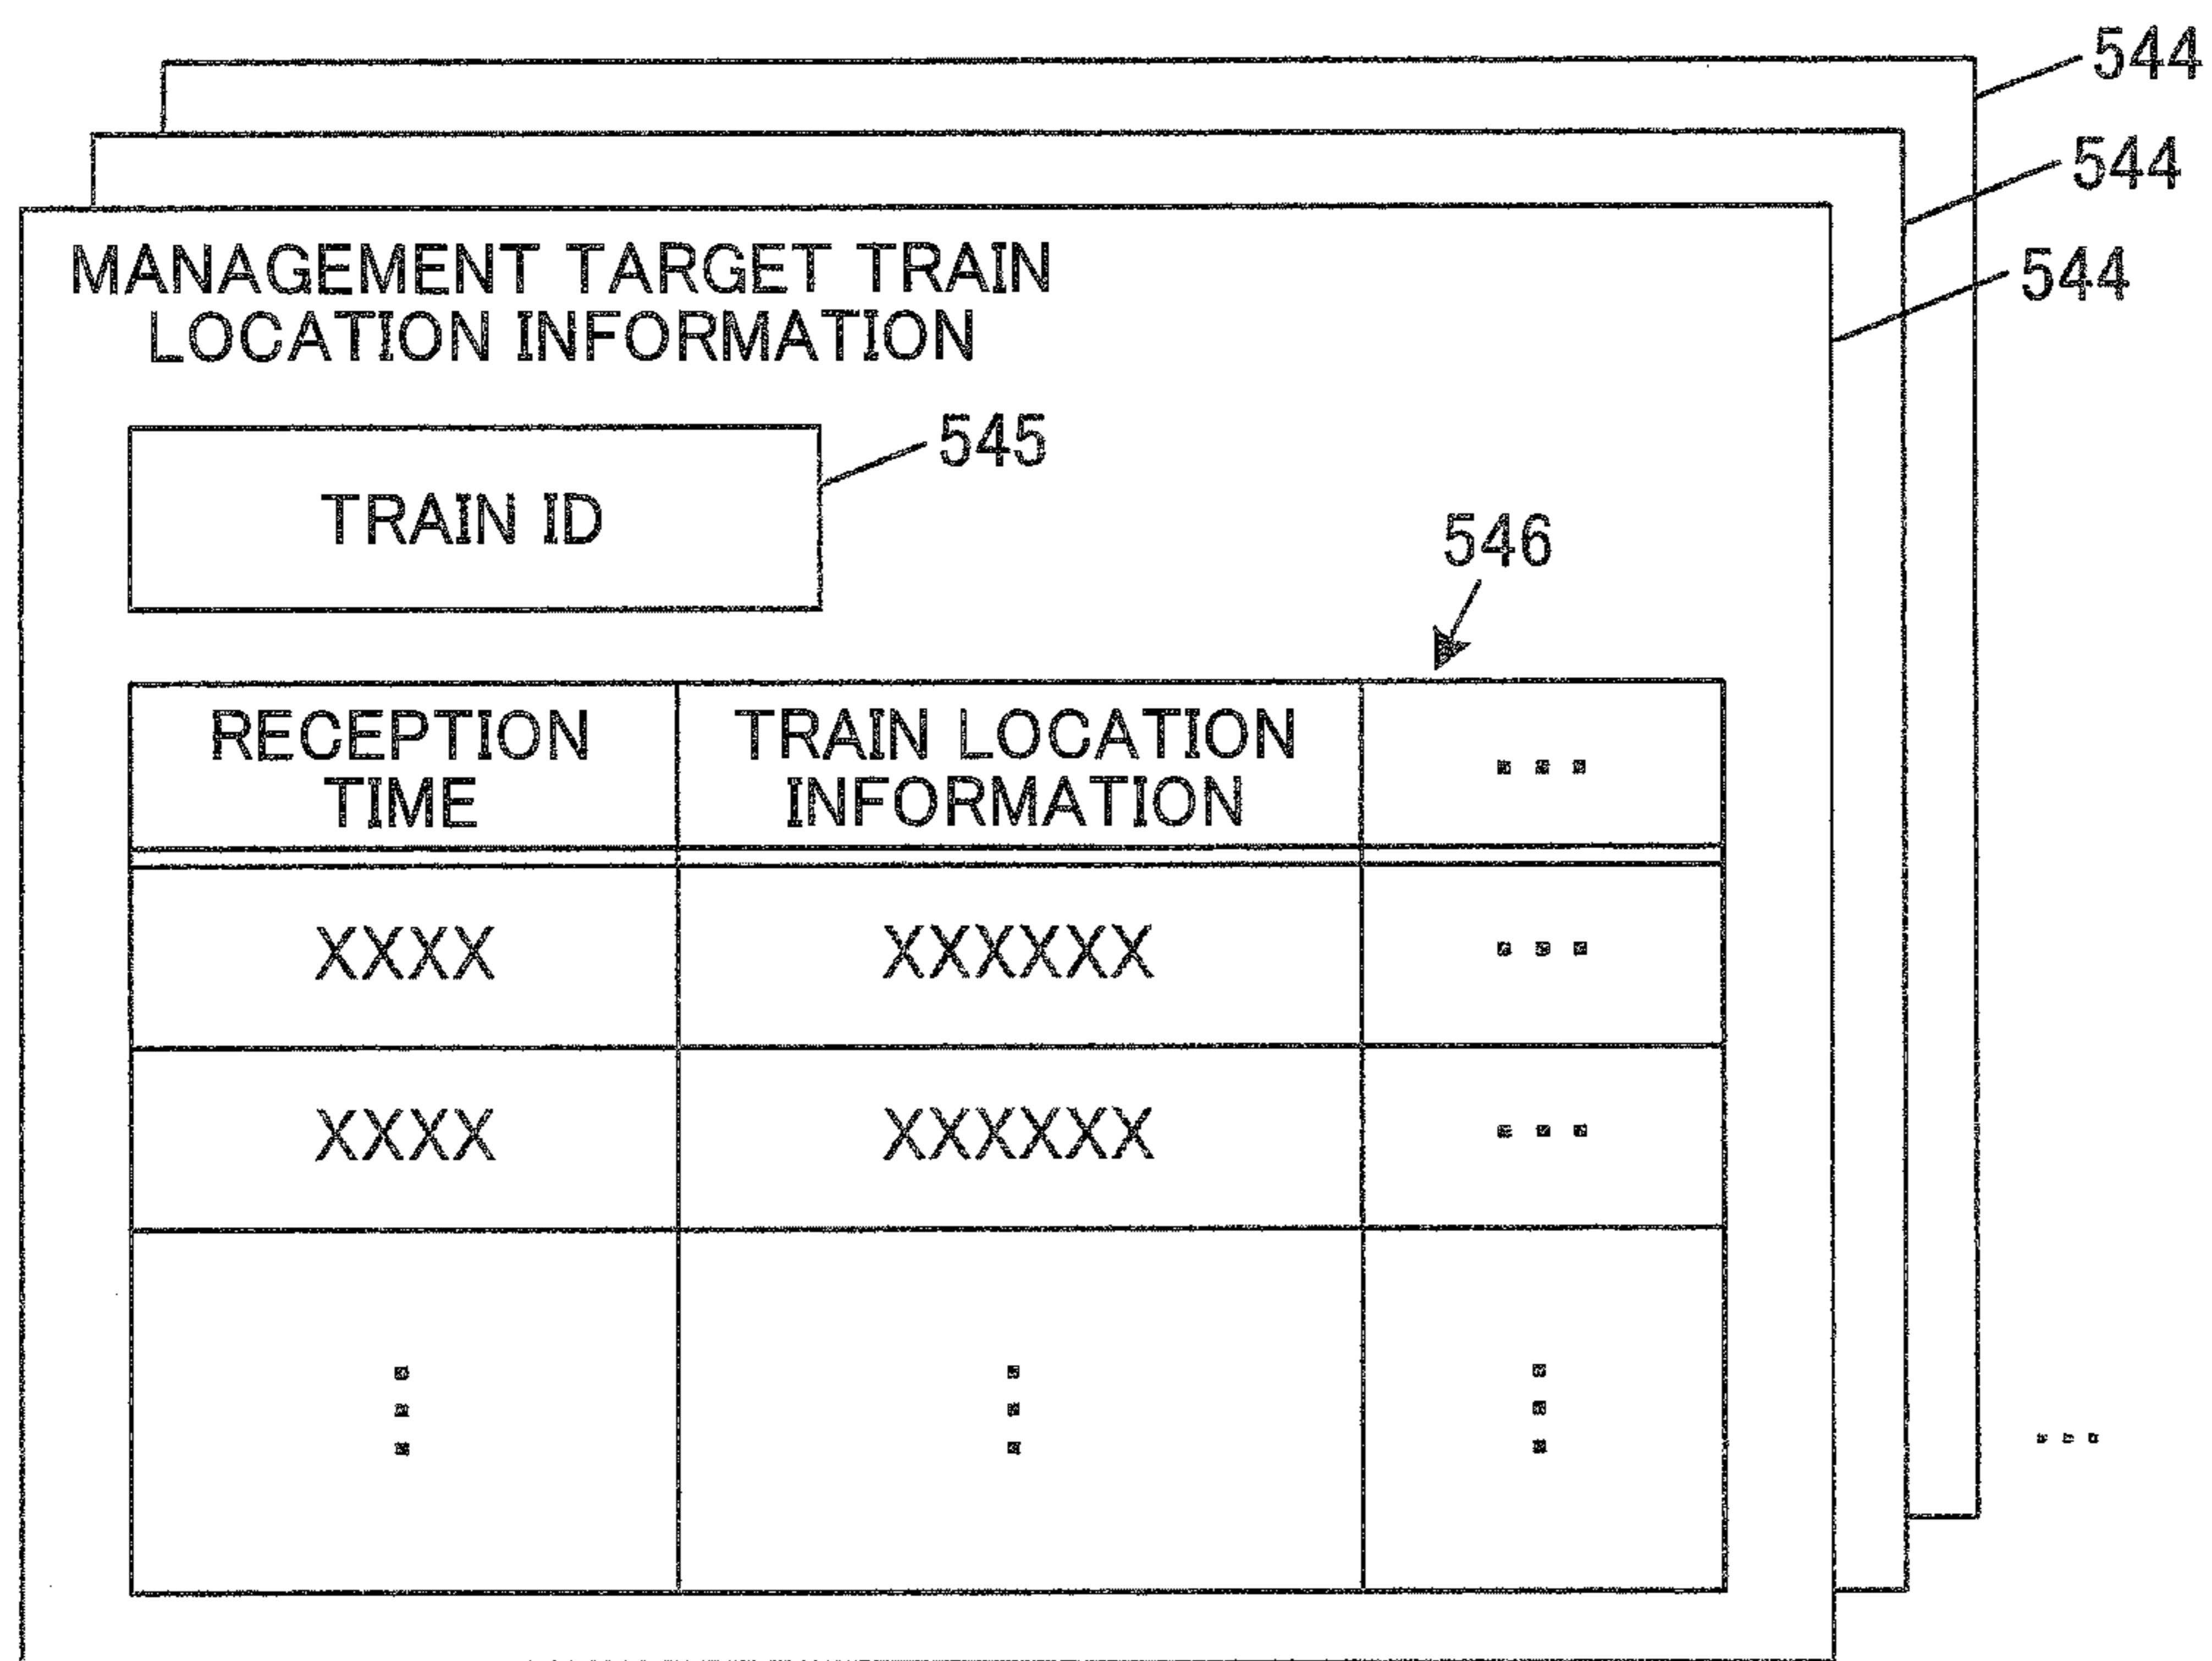 544
544
544
MANAGEMENT TARGET TRAIN
LOCATION INFORMATION
545
TRAIN ID
546
RECEPTION
TIME
TRAIN LOCATION
INFORMATION
...
XXXX
XXXXXX
...
XXXX
XXXXXX
...
...